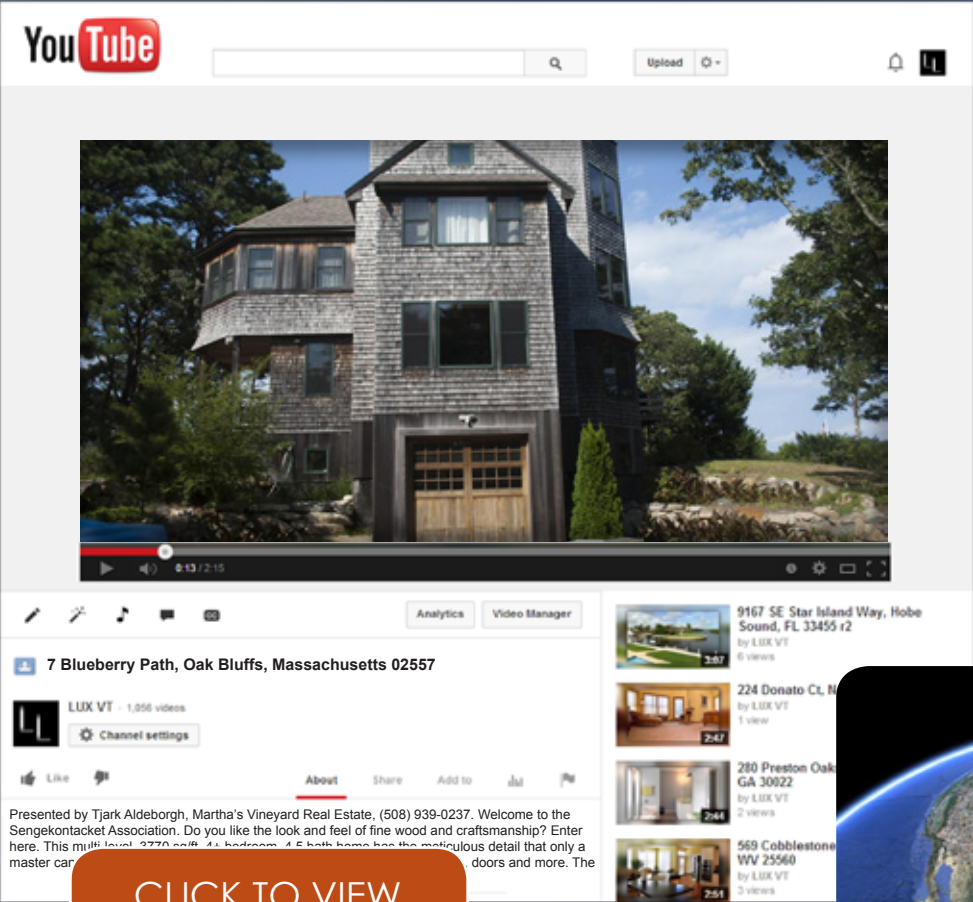 YouTube
Upload
0:13 / 2:15
Analytics
Video Manager
7 Blueberry Path, Oak Bluffs, Massachusetts 02557
LUX VT - 1,056 videos
Channel settings
Like
About
Share
Add to
Presented by Tjark Aldeborgh, Martha's Vineyard Real Estate, (508) 939-0237. Welcome to the
Sengekontacket Association. Do you like the look and feel of fine wood and craftsmanship? Enter
here. This multi-level, 3770 sq/ft, 4+ bedroom, 4.5 bath home has the meticulous detail that only a
master can doors and more. The
CLICK TO VIEW
9167 SE Star Island Way, Hobe
Sound, FL 33455 r2
by LUX VT
6 views
3:07
224 Donato Ct, N
by LUX VT
1 view
2:47
280 Preston Oak
GA 30022
by LUX VT
2 views
2:44
569 Cobblestone
WV 25560
by LUX VT
3 views
2:51